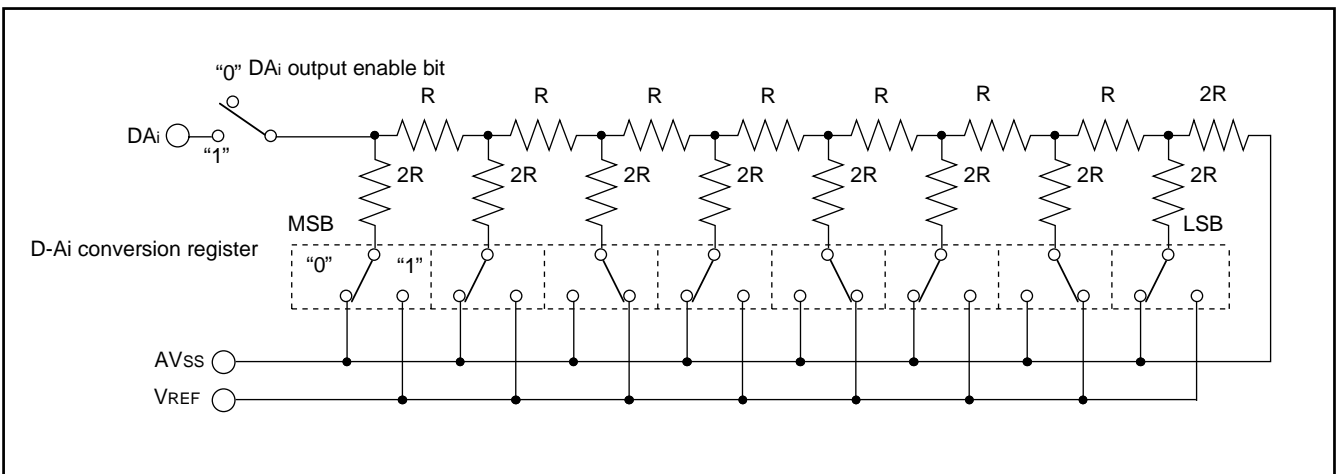 “0” DAi output enable bit
R R R R R R R 2R
DAi
“1”
2R 2R 2R 2R 2R 2R 2R 2R
MSB LSB
D-Ai conversion register
“0” “1”
AVSS
VREF